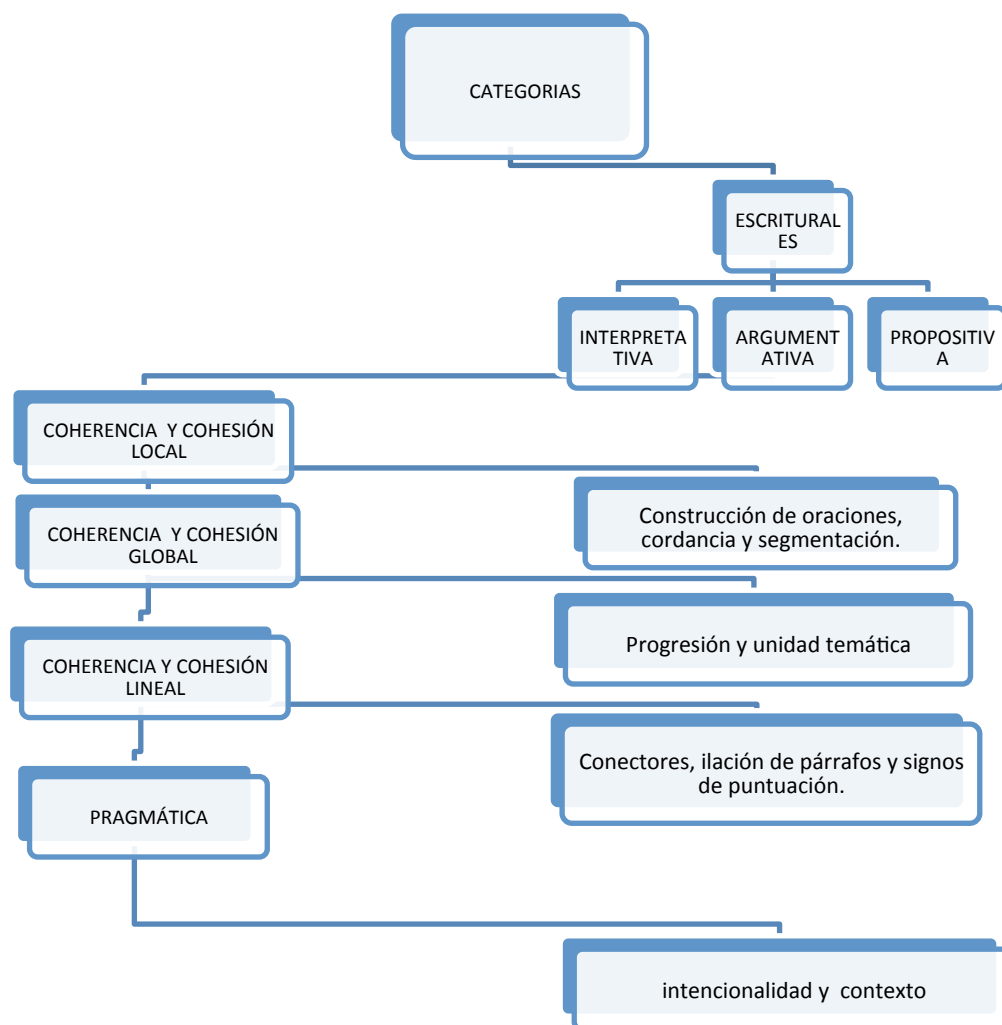 CATEGORIAS
ESCRITURAL
ES
INTERPRETA
TIVA
ARGUMENT
ATIVA
PROPOSITIV
A
COHERENCIA Y COHESIÓN
LOCAL
Construcción de oraciones,
cordancia y segmentación.
COHERENCIA Y COHESIÓN
GLOBAL
Progresión y unidad temática
COHERENCIA Y COHESIÓN
LINEAL
Conectores, ilación de párrafos y signos
de puntuación.
PRAGMÁTICA
intencionalidad y contexto